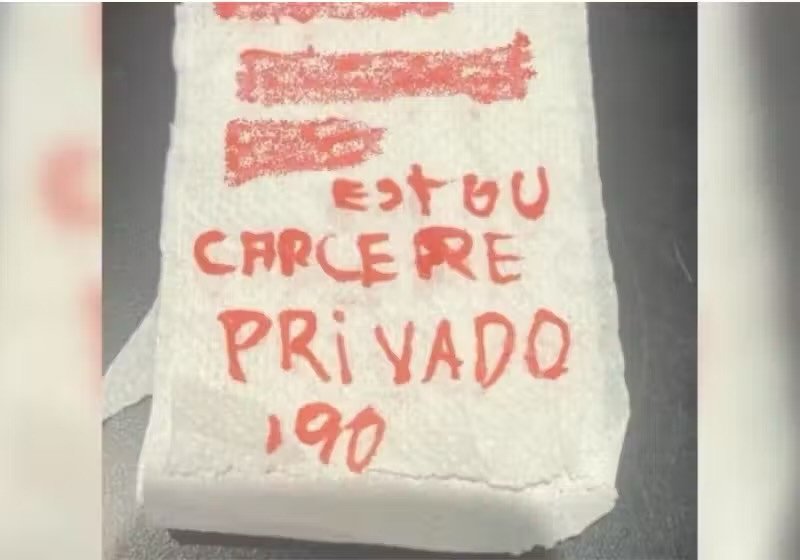 ESTOU
CARCERE
PRIVADO
190